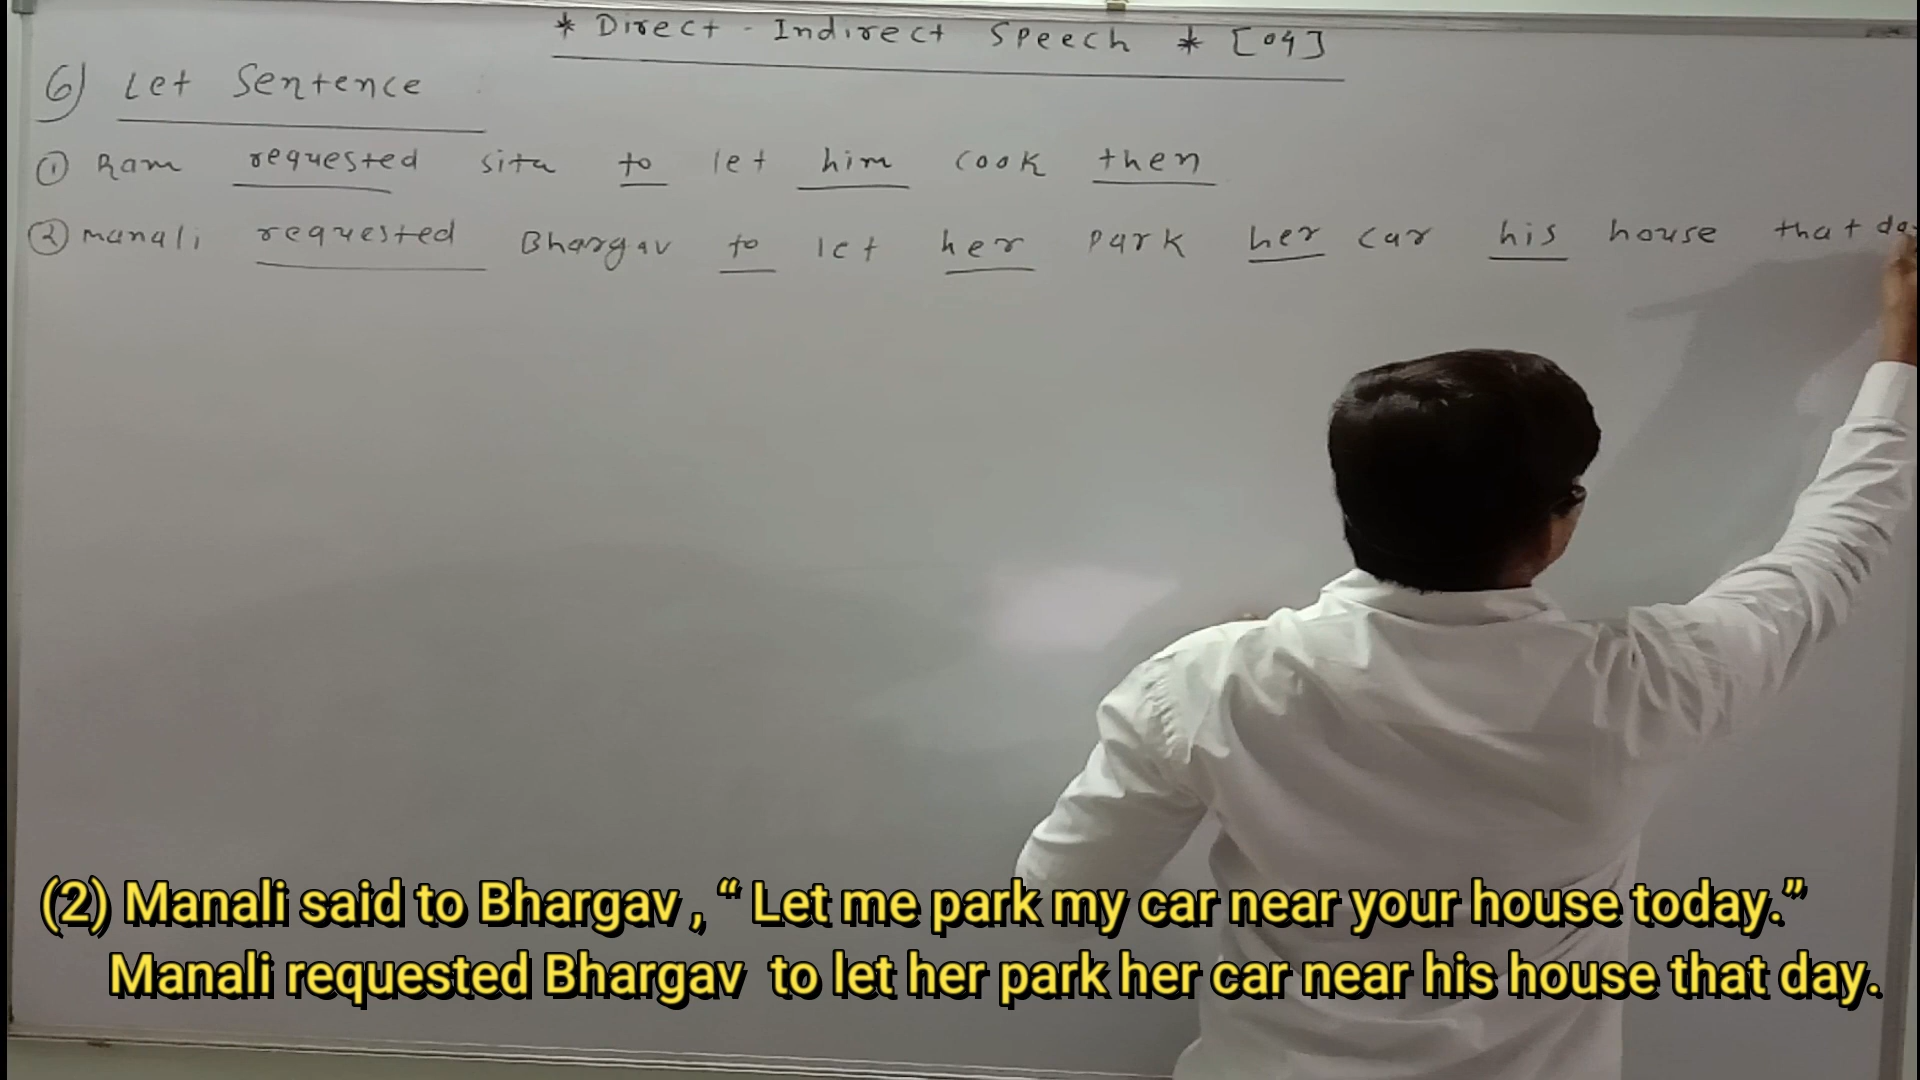 * Direct - Indirect Speech * [04]
6) Let Sentence
① Ram requested sita to let him cook then
② manali requested Bhargav to let her park her car his house that day
(2) Manali said to Bhargav , “ Let me park my car near your house today.”
Manali requested Bhargav to let her park her car near his house that day.